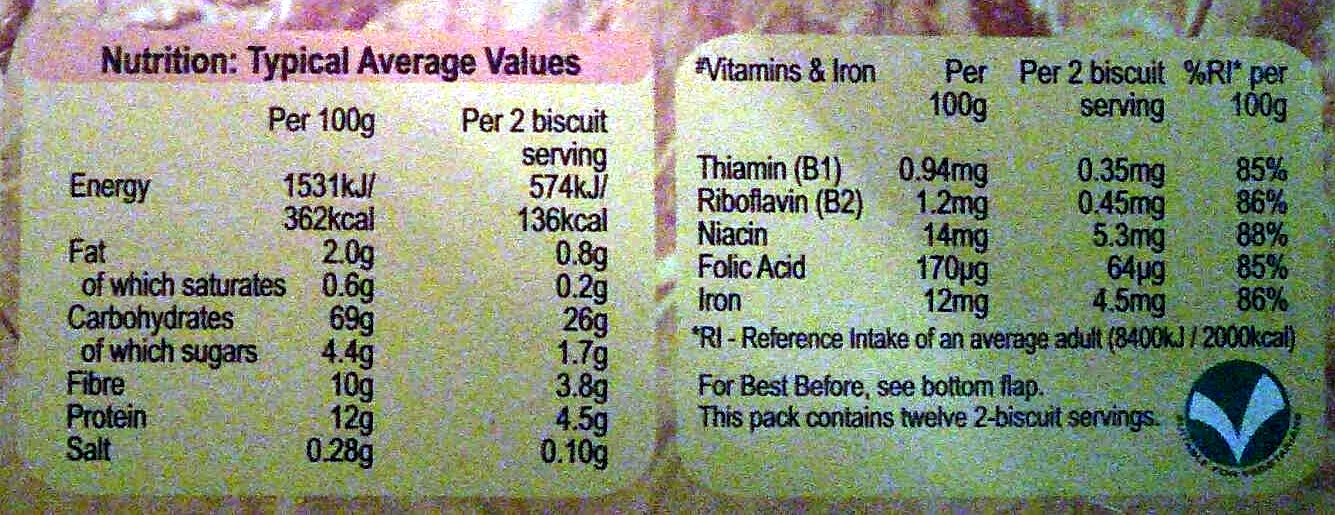 Nutrition: Typical Average Values
Per 100g Per 2 biscuit
serving
Energy 1531kJ/ 574kJ/
362kcal 136kcal
Fat 2.0g 0.8g
of which saturates 0.6g 0.2g
Carbohydrates 69g 26g
of which sugars 4.4g 1.7g
Fibre 10g 3.8g
Protein 12g 4.5g
Salt 0.28g 0.10g
#Vitamins & Iron Per Per 2 biscuit %RI* per
100g serving 100g
Thiamin (B1) 0.94mg 0.35mg 85%
Riboflavin (B2) 1.2mg 0.45mg 86%
Niacin 14mg 5.3mg 88%
Folic Acid 170µg 64µg 85%
Iron 12mg 4.5mg 86%
*RI - Reference Intake of an average adult (8400kJ / 2000kcal)
For Best Before, see bottom flap.
This pack contains twelve 2-biscuit servings.
SUITABLE FOR VEGETARIANS